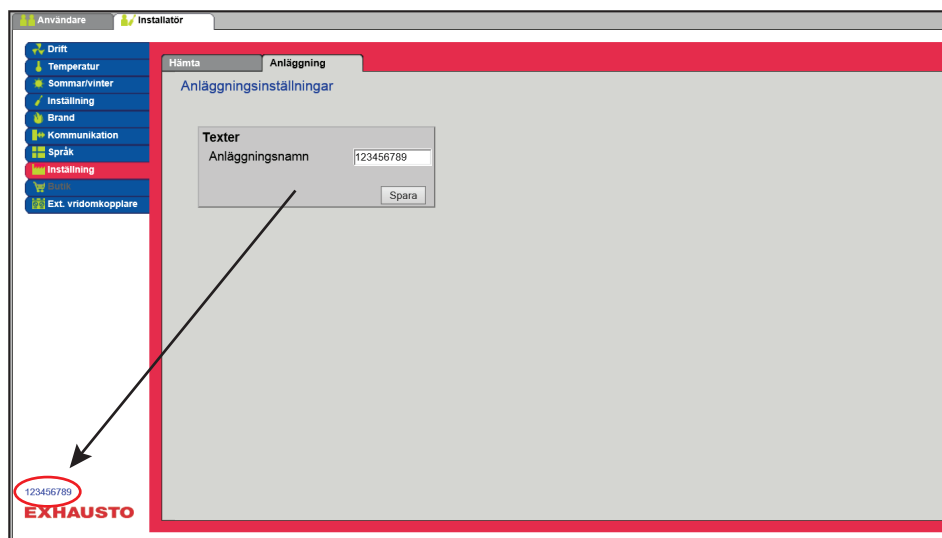 Användare
Installatör
Drift
Temperatur
Sommar/vinter
Inställning
Brand
Kommunikation
Språk
Inställning
Butik
Ext. vridomkopplare
Hämta
Anläggning
Anläggningsinställningar
Texter
Anläggningsnamn 123456789
Spara
123456789
EXHAUSTO